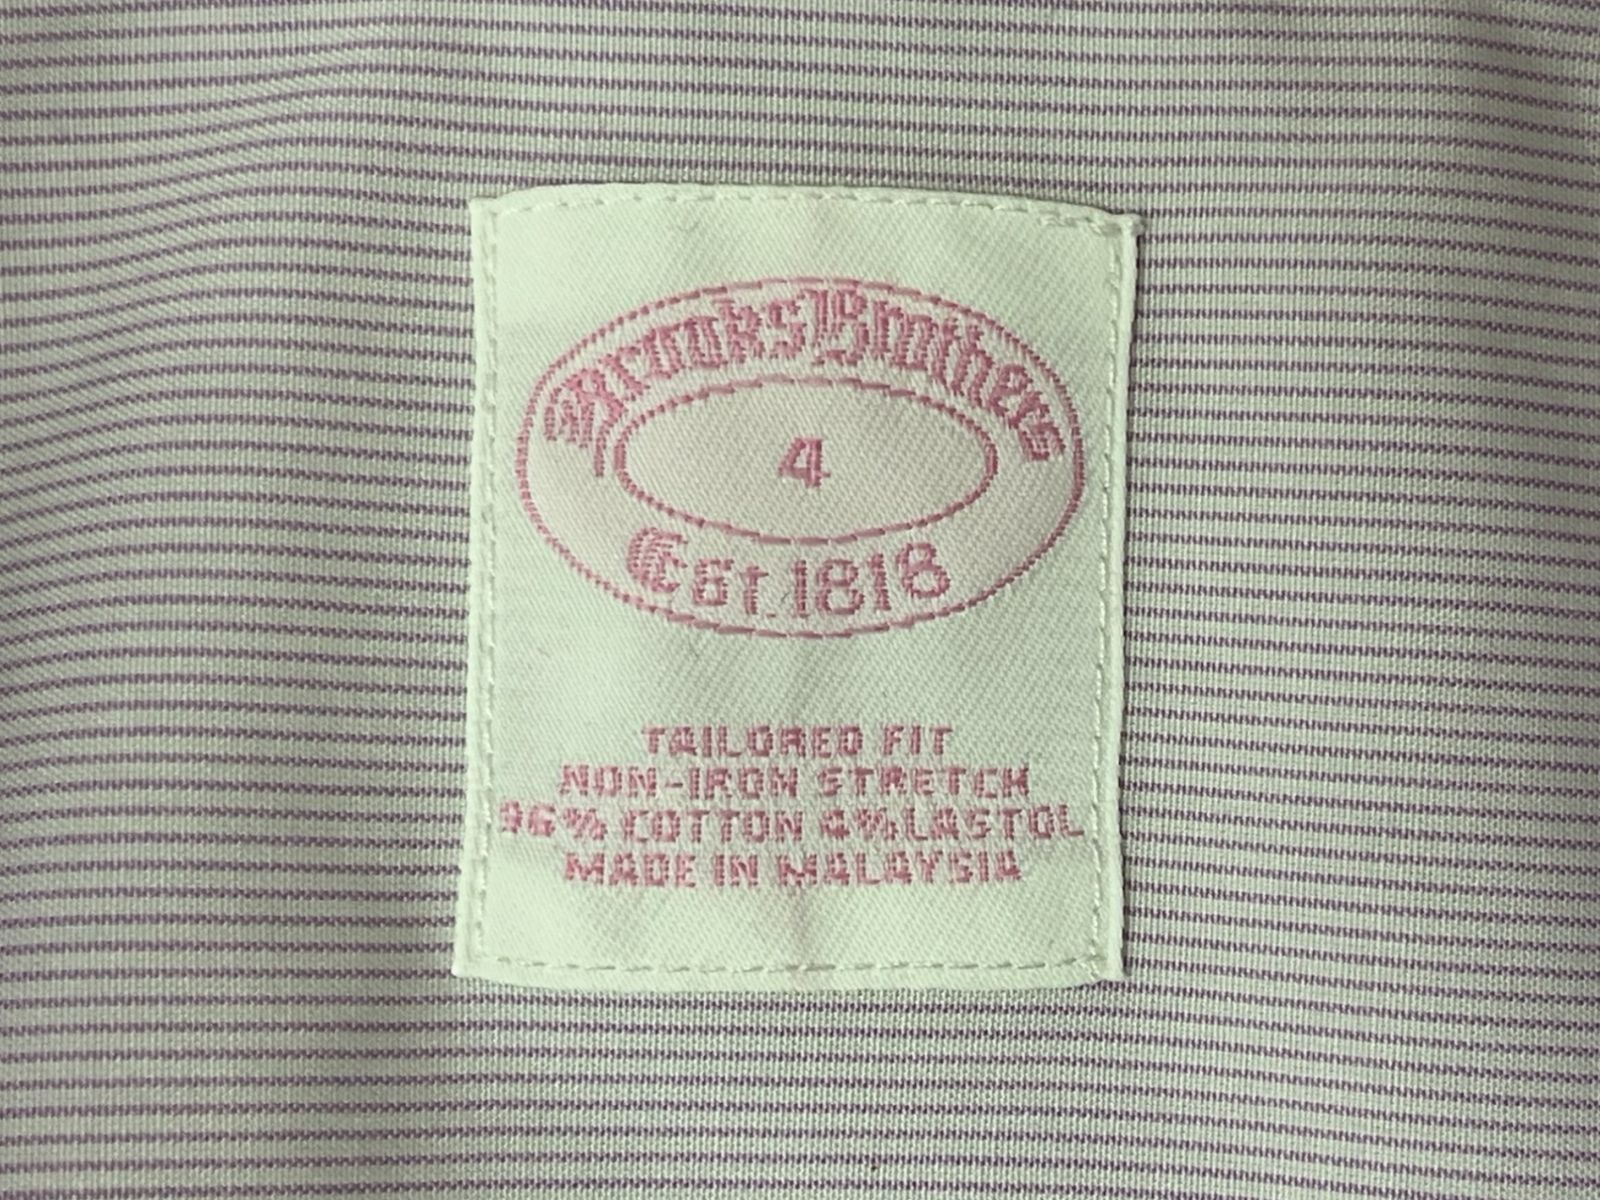 Brooks Brothers
4
Est. 1818
TAILORED FIT
NON-IRON STRETCH
96% COTTON 4% LASTOL
MADE IN MALAYSIA